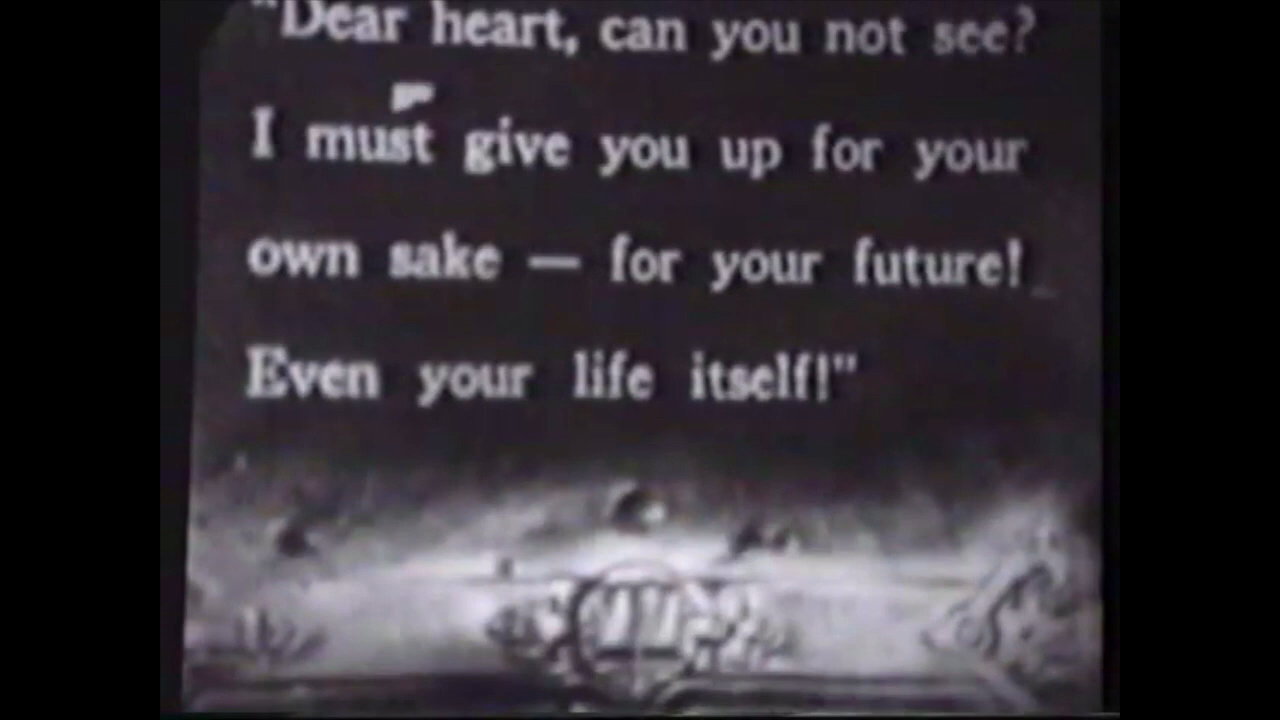 "Dear heart, can you not see?
I must give you up for your
own sake — for your future!
Even your life itself!"